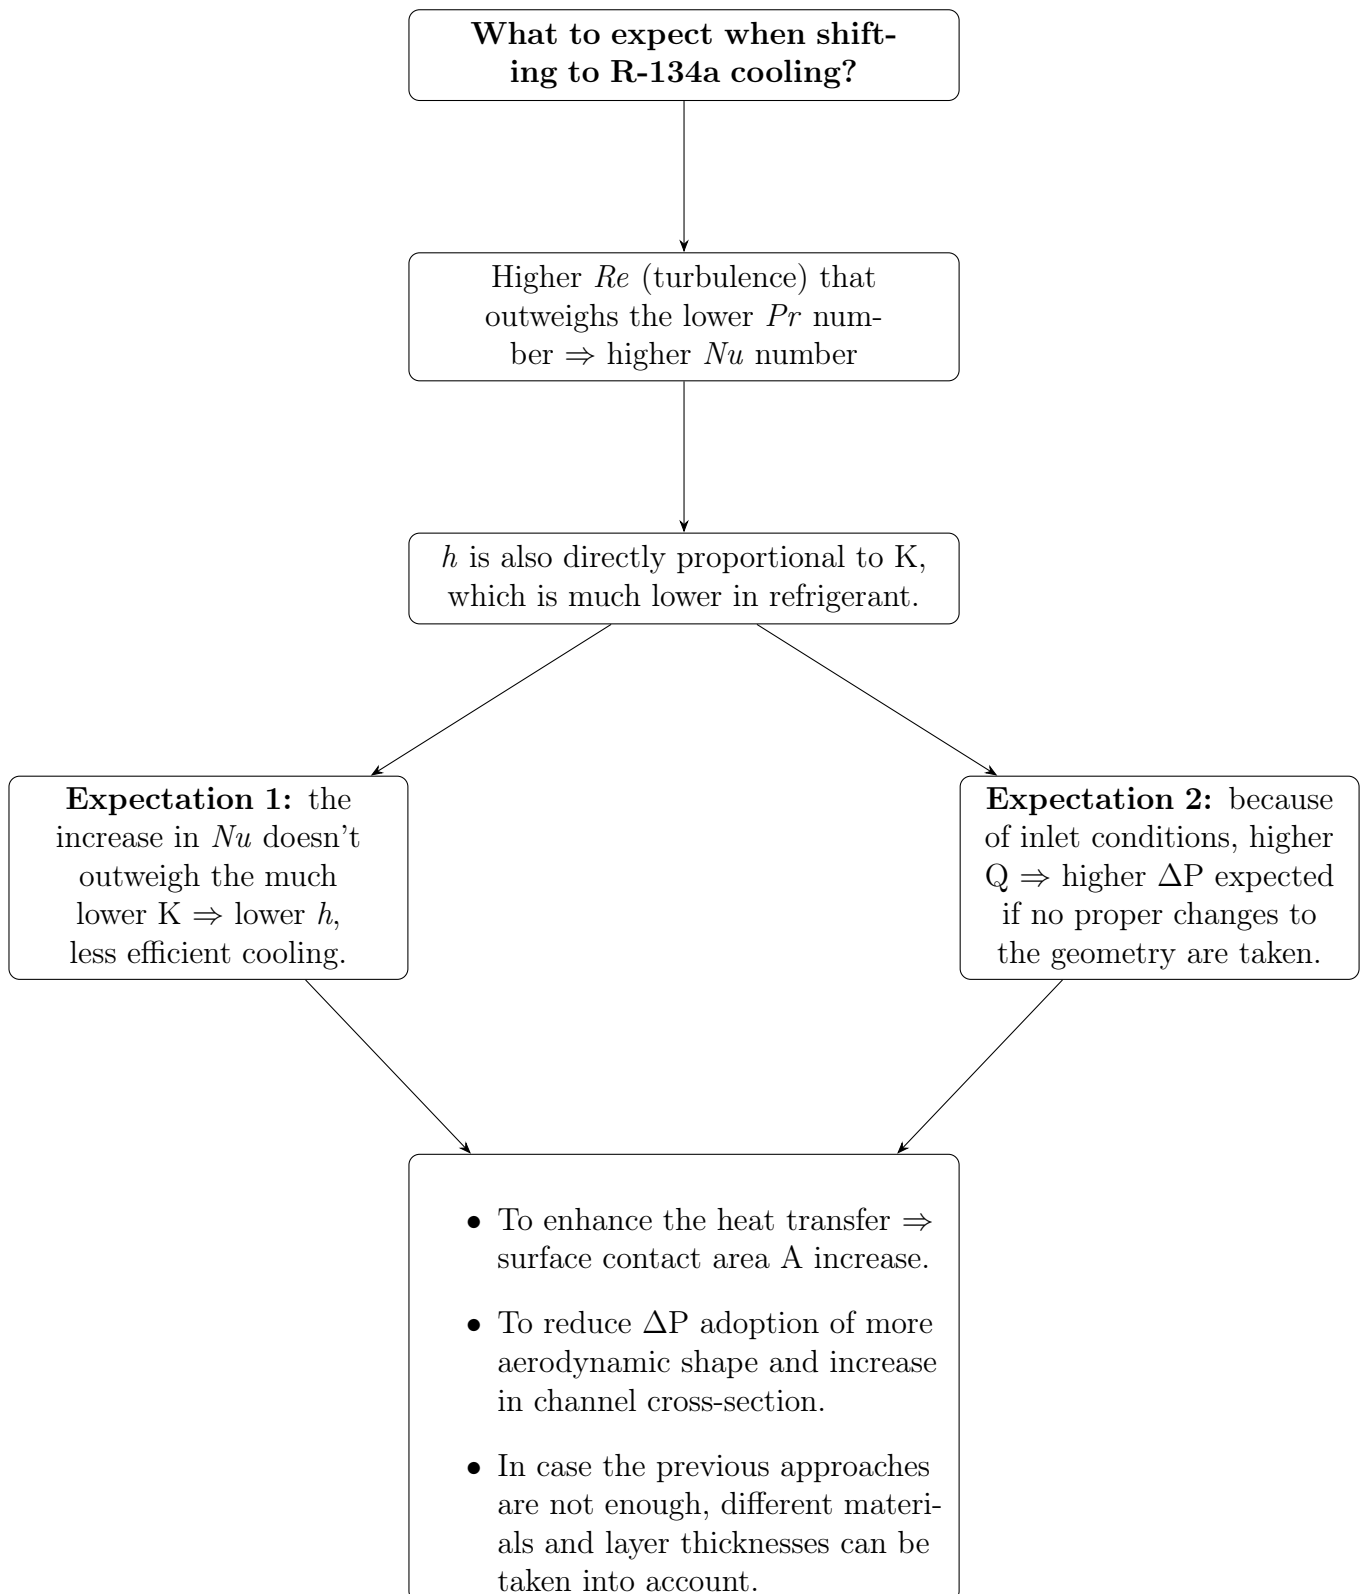 What to expect when shift-
ing to R-134a cooling?
Higher Re (turbulence) that
outweighs the lower Pr num-
ber ⇒ higher Nu number
h is also directly proportional to K,
which is much lower in refrigerant.
Expectation 1: the
increase in Nu doesn't
outweigh the much
lower K ⇒ lower h,
less efficient cooling.
Expectation 2: because
of inlet conditions, higher
Q ⇒ higher ΔP expected
if no proper changes to
the geometry are taken.
• To enhance the heat transfer ⇒
surface contact area A increase.
• To reduce ΔP adoption of more
aerodynamic shape and increase
in channel cross-section.
• In case the previous approaches
are not enough, different materi-
als and layer thicknesses can be
taken into account.